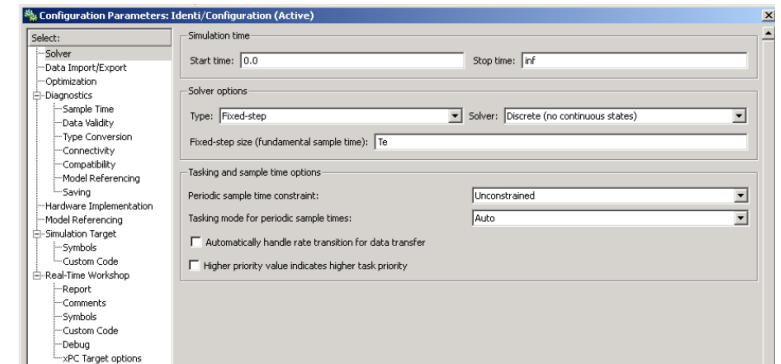 Configuration Parameters: Identi/Configuration (Active)
Select:
Solver
Data Import/Export
Optimization
Diagnostics
Sample Time
Data Validity
Type Conversion
Connectivity
Compatibility
Model Referencing
Saving
Hardware Implementation
Model Referencing
Simulation Target
Symbols
Custom Code
Real-Time Workshop
Report
Comments
Symbols
Custom Code
Debug
xPC Target options
Simulation time
Start time: 0.0 Stop time: inf
Solver options
Type: Fixed-step Solver: Discrete (no continuous states)
Fixed-step size (fundamental sample time): Te
Tasking and sample time options
Periodic sample time constraint: Unconstrained
Tasking mode for periodic sample times: Auto
Automatically handle rate transition for data transfer
Higher priority value indicates higher task priority